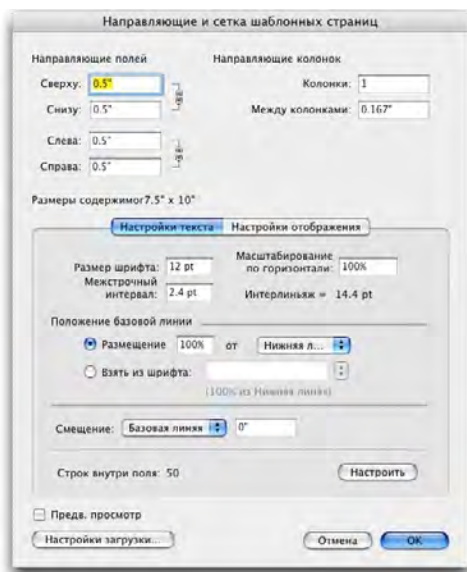 Направляющие и сетка шаблонных страниц
Направляющие полей
Направляющие колонок
Сверху: 0.5"
Колонки: 1
Снизу: 0.5"
Между колонками: 0.167"
Слева: 0.5"
Справа: 0.5"
Размеры содержимог7.5" x 10"
Настройки текста
Настройки отображения
Размер шрифта: 12 pt
Масштабирование по горизонтали: 100%
Межстрочный интервал: 2.4 pt
Интерлиньяж = 14.4 pt
Положение базовой линии
Размещение 100% от Нижняя л...
Взять из шрифта:
(100% из Нижняя линия)
Смещение: Базовая линия 0"
Строк внутри поля: 50
Настроить
Предв. просмотр
Настройки загрузки...
Отмена
OK